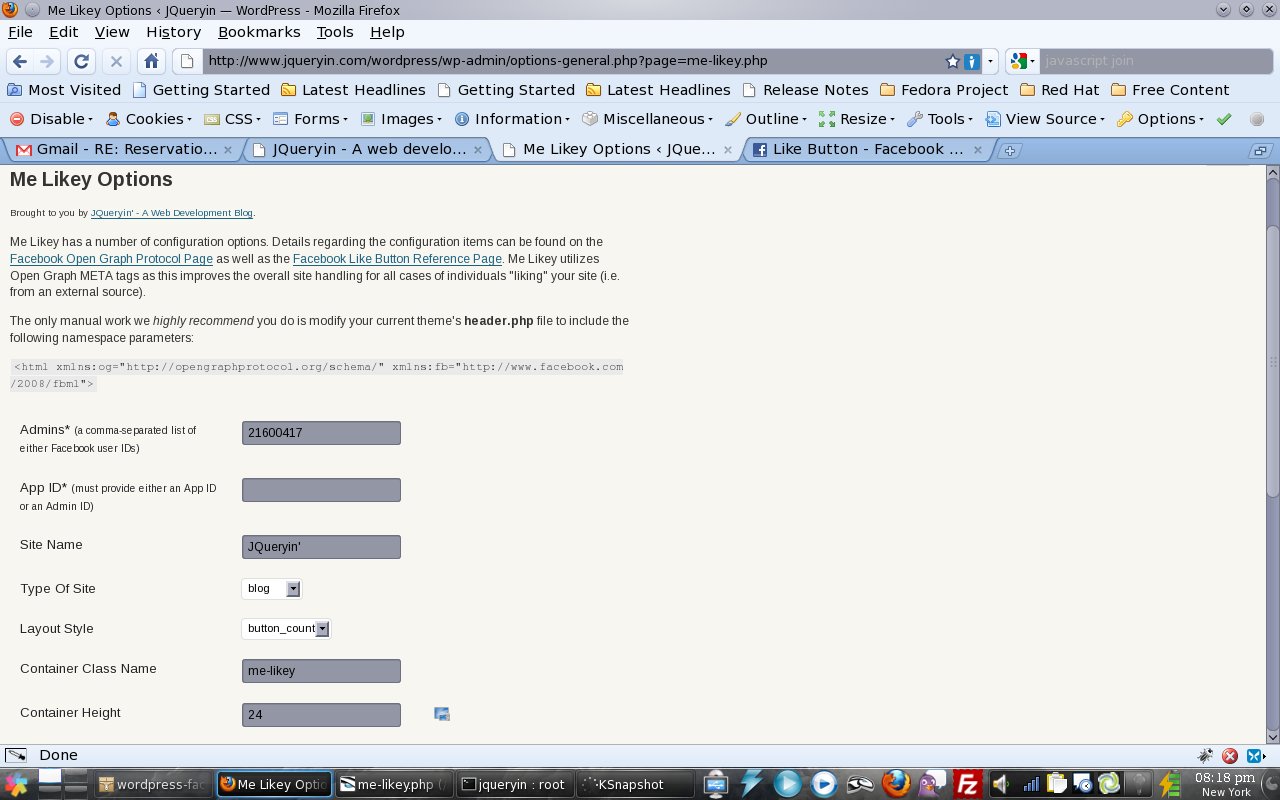 Me Likey Options ‹ JQueryin — WordPress - Mozilla Firefox
File Edit View History Bookmarks Tools Help
http://www.jqueryin.com/wordpress/wp-admin/options-general.php?page=me-likey.php javascript join
Most Visited Getting Started Latest Headlines Getting Started Latest Headlines Release Notes Fedora Project Red Hat Free Content
Disable Cookies CSS Forms Images Information Miscellaneous Outline Resize Tools View Source Options
Gmail - RE: Reservatio... JQueryin - A web develo... Me Likey Options ‹ JQue... Like Button - Facebook ...
Me Likey Options
Brought to you by JQueryin' - A Web Development Blog.
Me Likey has a number of configuration options. Details regarding the configuration items can be found on the
Facebook Open Graph Protocol Page as well as the Facebook Like Button Reference Page. Me Likey utilizes
Open Graph META tags as this improves the overall site handling for all cases of individuals "liking" your site (i.e.
from an external source).
The only manual work we highly recommend you do is modify your current theme's header.php file to include the
following namespace parameters:
<html xmlns:og="http://opengraphprotocol.org/schema/" xmlns:fb="http://www.facebook.com
/2008/fbml">
Admins* (a comma-separated list of
either Facebook user IDs)
21600417
App ID* (must provide either an App ID
or an Admin ID)
Site Name JQueryin'
Type Of Site blog
Layout Style button_count
Container Class Name me-likey
Container Height 24
Done
wordpress-fac Me Likey Optic me-likey.php ( jqueryin : root KSnapshot 08:18 pm
New York